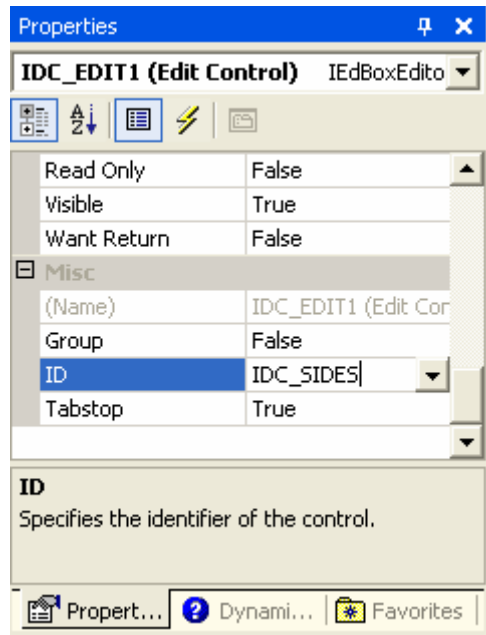 Properties
IDC_EDIT1 (Edit Control) IEdBoxEdito
Read Only False
Visible True
Want Return False
Misc
(Name) IDC_EDIT1 (Edit Cor
Group False
ID IDC_SIDES
Tabstop True
ID
Specifies the identifier of the control.
Propert... Dynami... Favorites